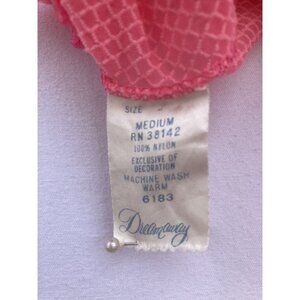 SIZE
MEDIUM
RN 38142
100% NYLON
EXCLUSIVE OF
DECORATION
MACHINE WASH
WARM
6183
Dreamaway